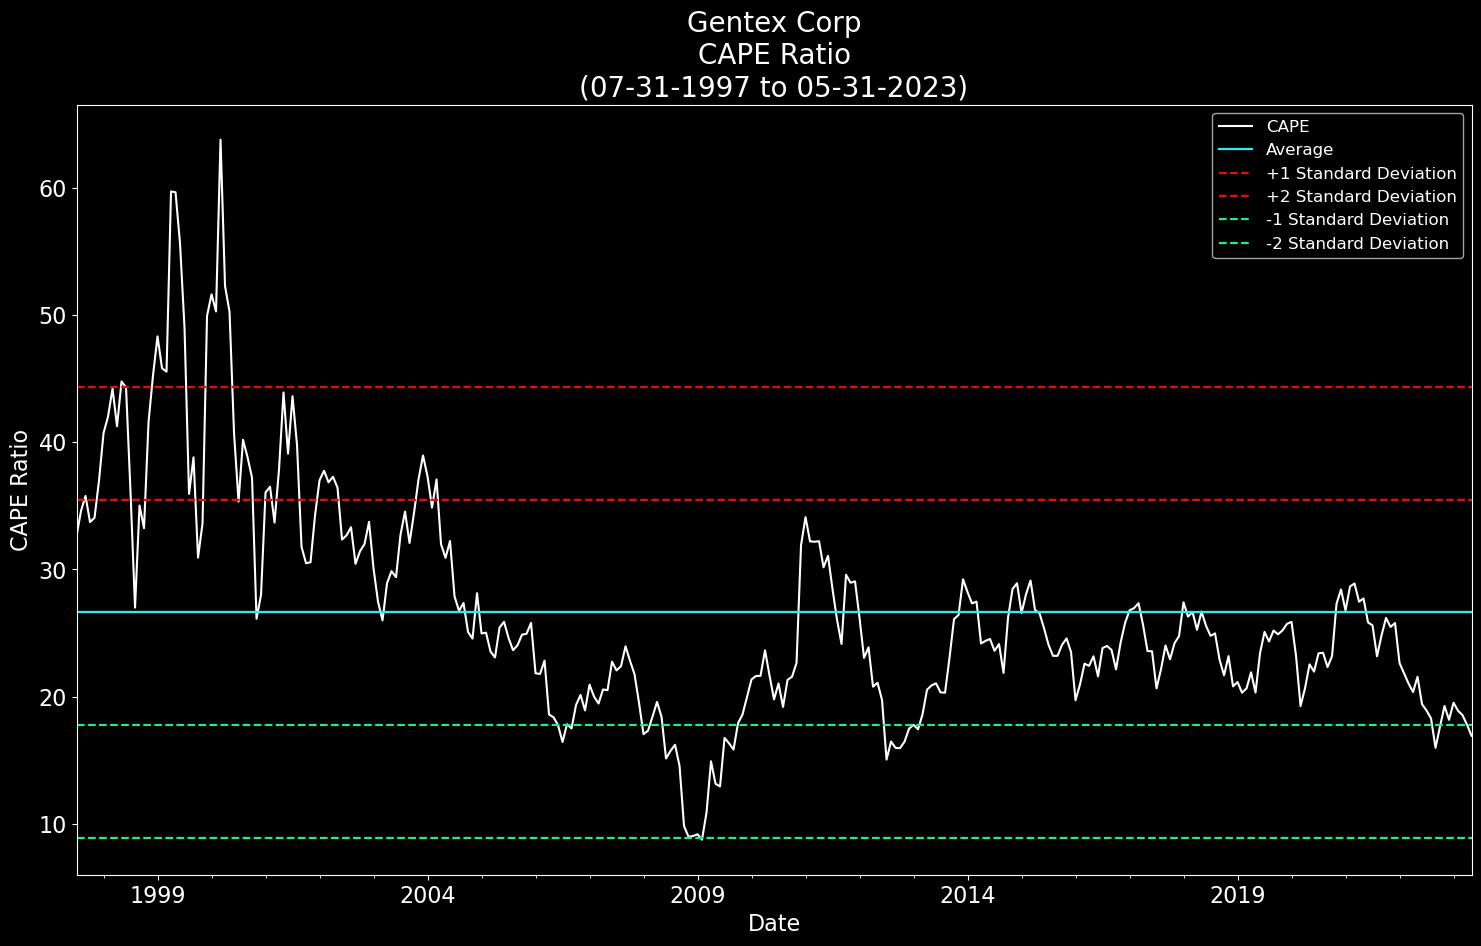 Gentex Corp
CAPE Ratio
(07-31-1997 to 05-31-2023)
CAPE
Average
+1 Standard Deviation
+2 Standard Deviation
-1 Standard Deviation
-2 Standard Deviation
CAPE Ratio
60
50
40
30
20
10
1999 2004 2009 2014 2019
Date